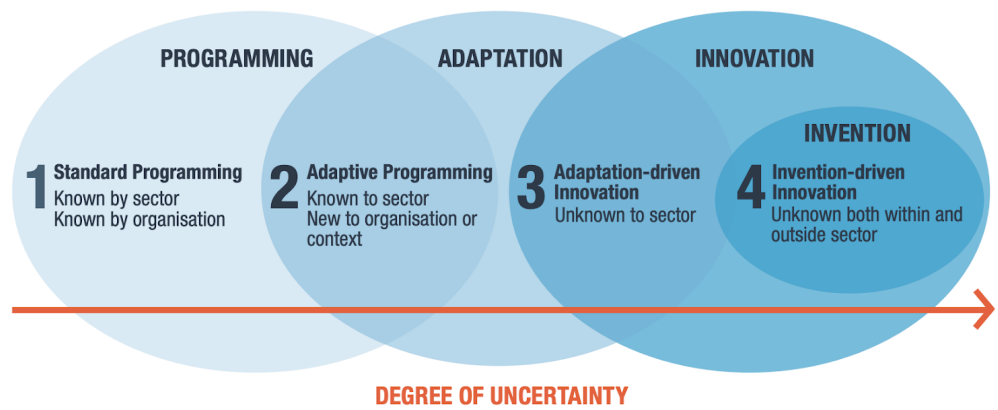 PROGRAMMING
ADAPTATION
INNOVATION
INVENTION
1
Standard Programming
Known by sector
Known by organisation
2
Adaptive Programming
Known to sector
New to organisation or
context
3
Adaptation-driven
Innovation
Unknown to sector
4
Invention-driven
Innovation
Unknown both within and
outside sector
DEGREE OF UNCERTAINTY